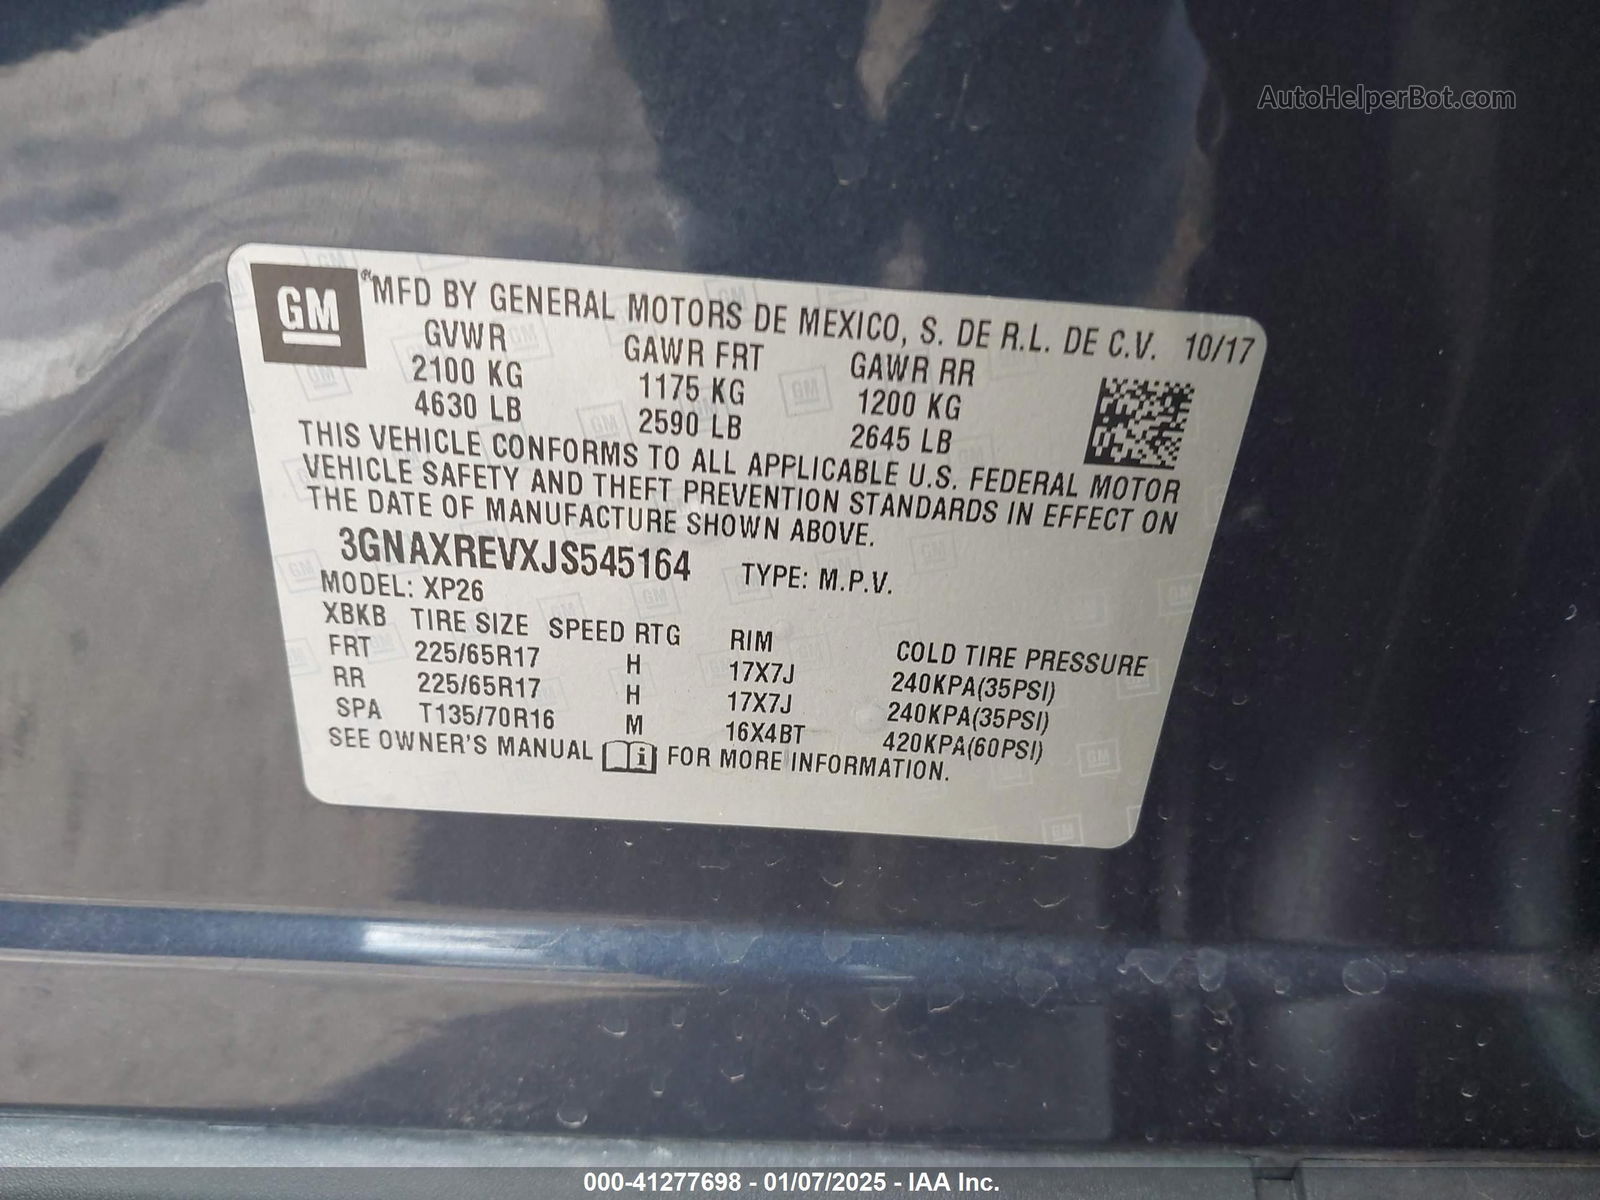 AutoHelperBot.com
GM MFD BY GENERAL MOTORS DE MEXICO, S. DE R.L. DE C.V. 10/17
GVWR GAWR FRT GAWR RR
2100 KG 1175 KG 1200 KG
4630 LB 2590 LB 2645 LB
THIS VEHICLE CONFORMS TO ALL APPLICABLE U.S. FEDERAL MOTOR
VEHICLE SAFETY AND THEFT PREVENTION STANDARDS IN EFFECT ON
THE DATE OF MANUFACTURE SHOWN ABOVE.
3GNAXREVXJS545164 TYPE: M.P.V.
MODEL: XP26
XBKB TIRE SIZE SPEED RTG RIM COLD TIRE PRESSURE
FRT 225/65R17 H 17X7J 240KPA(35PSI)
RR 225/65R17 H 17X7J 240KPA(35PSI)
SPA T135/70R16 M 16X4BT 420KPA(60PSI)
SEE OWNER'S MANUAL i FOR MORE INFORMATION.
000-41277698 - 01/07/2025 - IAA Inc.